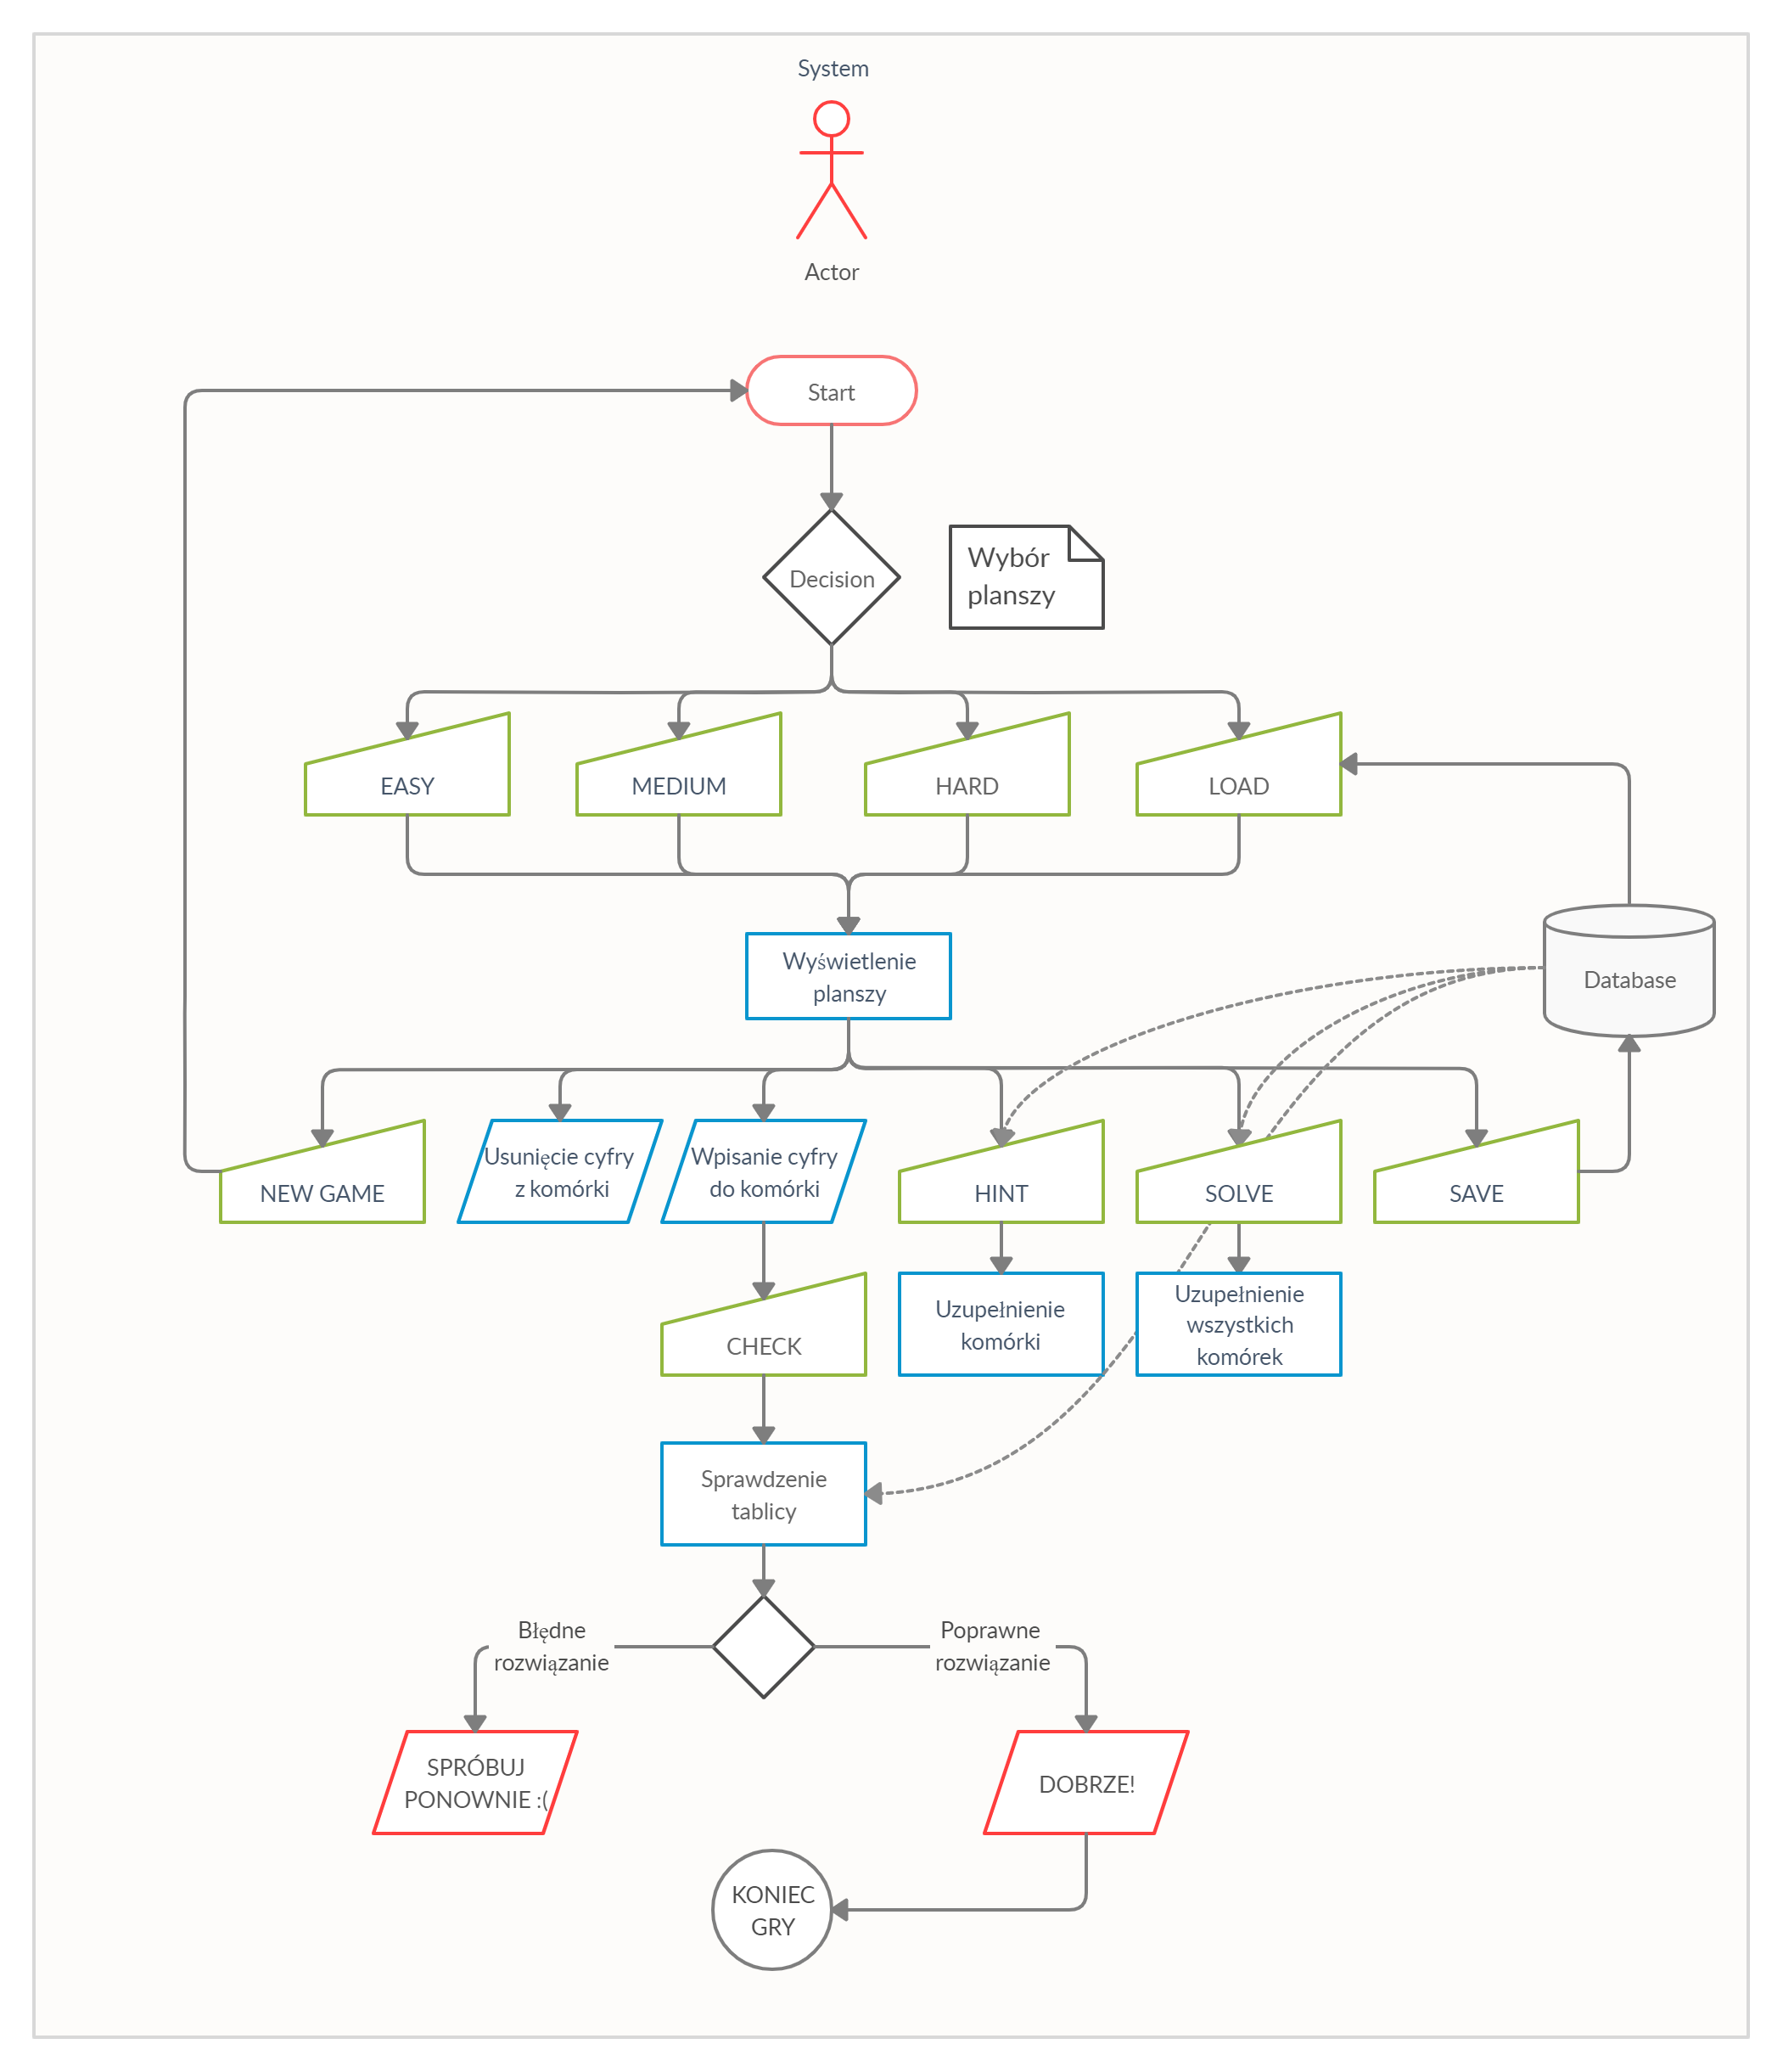 System
Actor
Start
Decision
Wybór
planszy
EASY
MEDIUM
HARD
LOAD
Wyświetlenie
planszy
Database
NEW GAME
Usunięcie cyfry
z komórki
Wpisanie cyfry
do komórki
HINT
SOLVE
SAVE
CHECK
Uzupełnienie
komórki
Uzupełnienie
wszystkich
komórek
Sprawdzenie
tablicy
Błędne
rozwiązanie
Poprawne
rozwiązanie
SPRÓBUJ
PONOWNIE :(
DOBRZE!
KONIEC
GRY